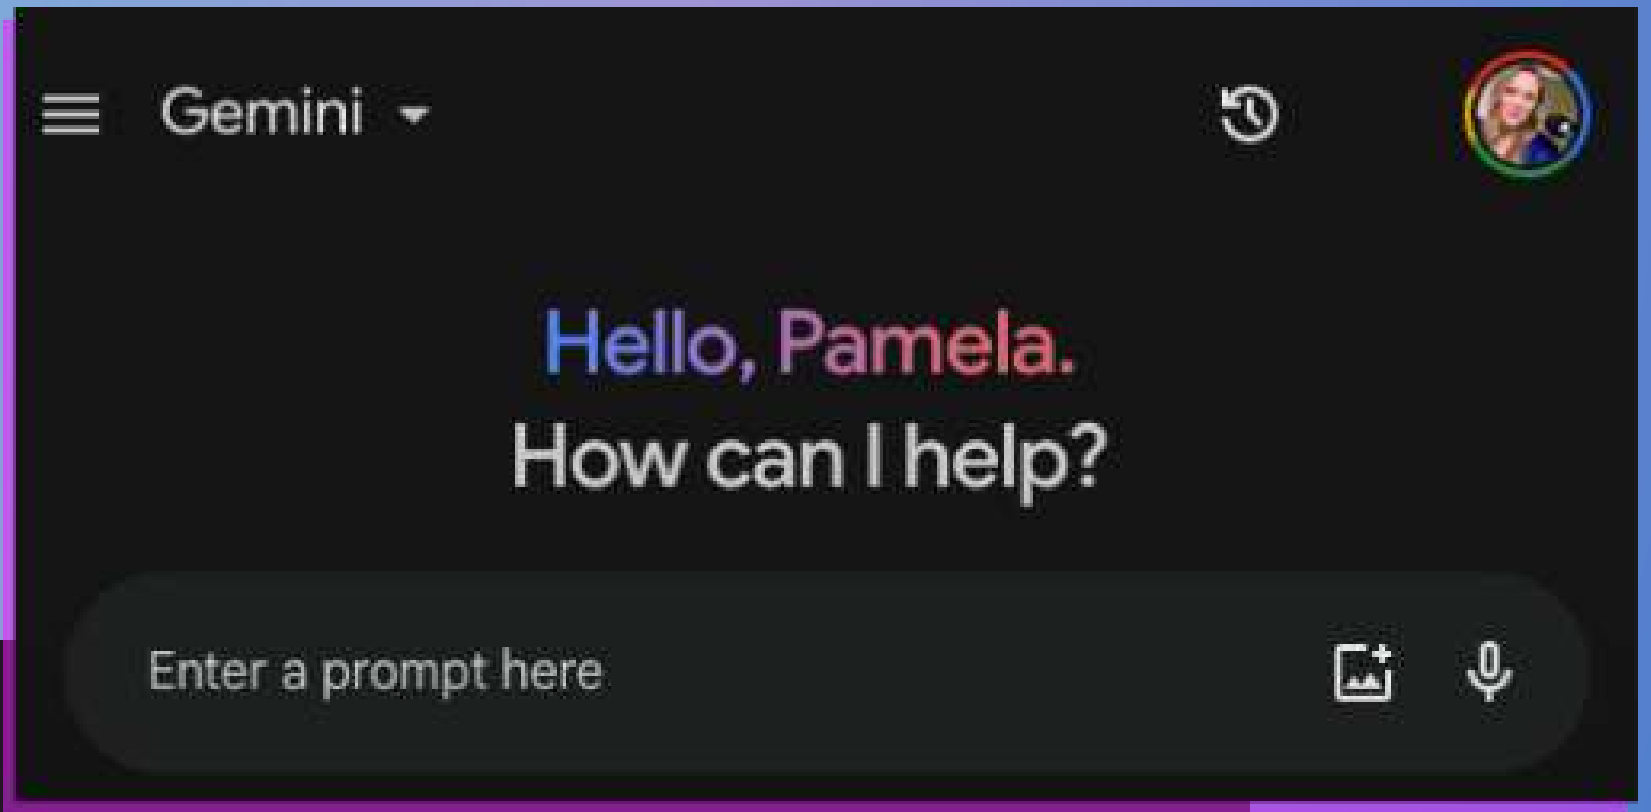 Gemini
Hello, Pamela.
How can I help?
Enter a prompt here